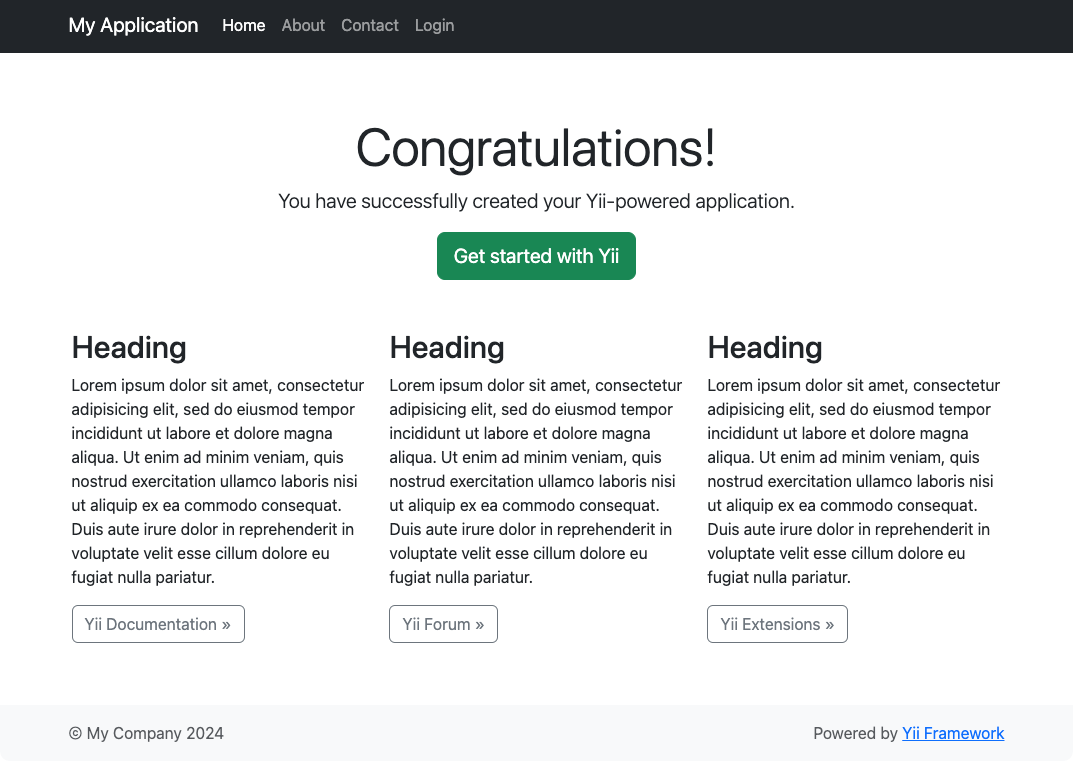 My Application Home About Contact Login
Congratulations!
You have successfully created your Yii-powered application.
Get started with Yii
Heading
Lorem ipsum dolor sit amet, consectetur
adipisicing elit, sed do eiusmod tempor
incididunt ut labore et dolore magna
aliqua. Ut enim ad minim veniam, quis
nostrud exercitation ullamco laboris nisi
ut aliquip ex ea commodo consequat.
Duis aute irure dolor in reprehenderit in
voluptate velit esse cillum dolore eu
fugiat nulla pariatur.
Yii Documentation »
Heading
Lorem ipsum dolor sit amet, consectetur
adipisicing elit, sed do eiusmod tempor
incididunt ut labore et dolore magna
aliqua. Ut enim ad minim veniam, quis
nostrud exercitation ullamco laboris nisi
ut aliquip ex ea commodo consequat.
Duis aute irure dolor in reprehenderit in
voluptate velit esse cillum dolore eu
fugiat nulla pariatur.
Yii Forum »
Heading
Lorem ipsum dolor sit amet, consectetur
adipisicing elit, sed do eiusmod tempor
incididunt ut labore et dolore magna
aliqua. Ut enim ad minim veniam, quis
nostrud exercitation ullamco laboris nisi
ut aliquip ex ea commodo consequat.
Duis aute irure dolor in reprehenderit in
voluptate velit esse cillum dolore eu
fugiat nulla pariatur.
Yii Extensions »
© My Company 2024
Powered by Yii Framework